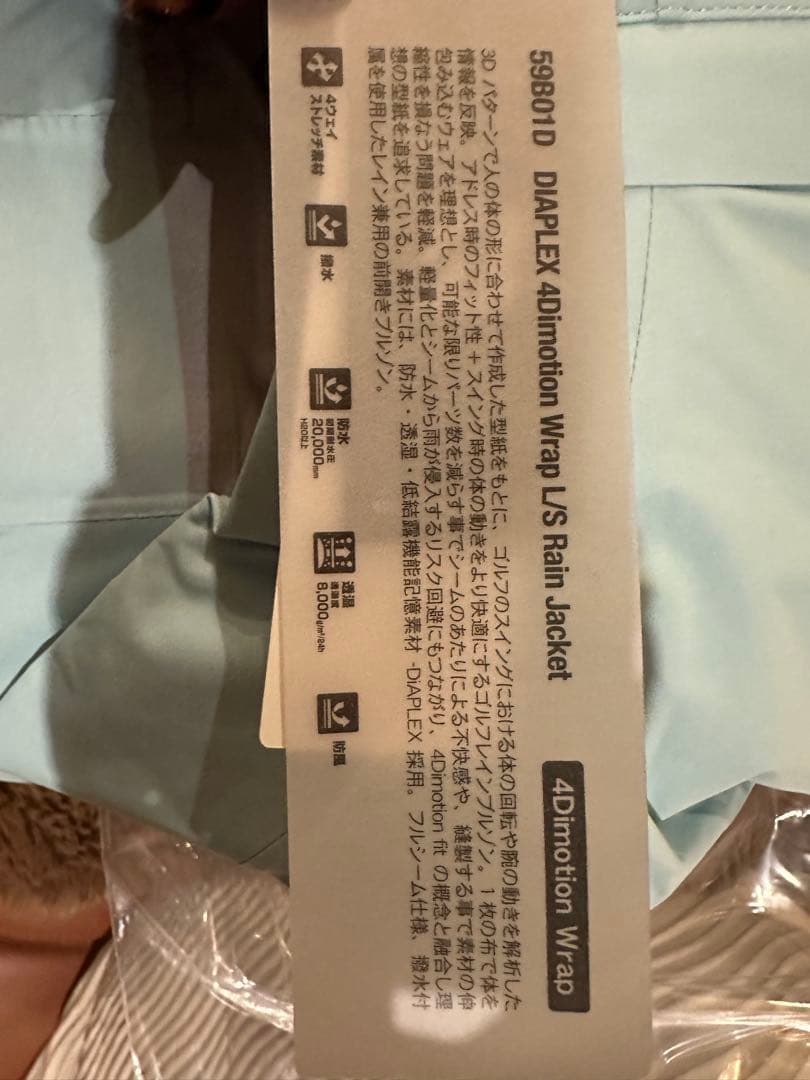 59B01D DIAPLEX 4Dimotion Wrap L/S Rain Jacket
4Dimotion Wrap
3D パターンで人の体の形に合わせて作成した型紙をもとに、ゴルフのスイングにおける体の回転や腕の動きを解析した
情報を反映。アドレス時のフィット性 + スイング時の体の動きをより快適にするゴルフレインブルゾン。1 枚の布で体を
包み込むウェアを理想とし、可能な限りパーツ数を減らす事でシームのあたりによる不快感や、縫製する事で素材の伸
縮性を損なう問題を軽減。軽量化とシームから雨が侵入するリスク回避にもつながり、4Dimotion fit の概念と融合し理
想の型紙を追求している。素材には、防水・透湿・低結露機能記憶素材 -DiAPLEX 採用。フルシーム仕様、撥水付
属を使用したレイン兼用の前開きブルゾン。
4ウェイ
ストレッチ素材
撥水
防水
初期耐水圧
20,000mm
H2O以上
透湿
透湿度
8,000g/m²/24h
防風